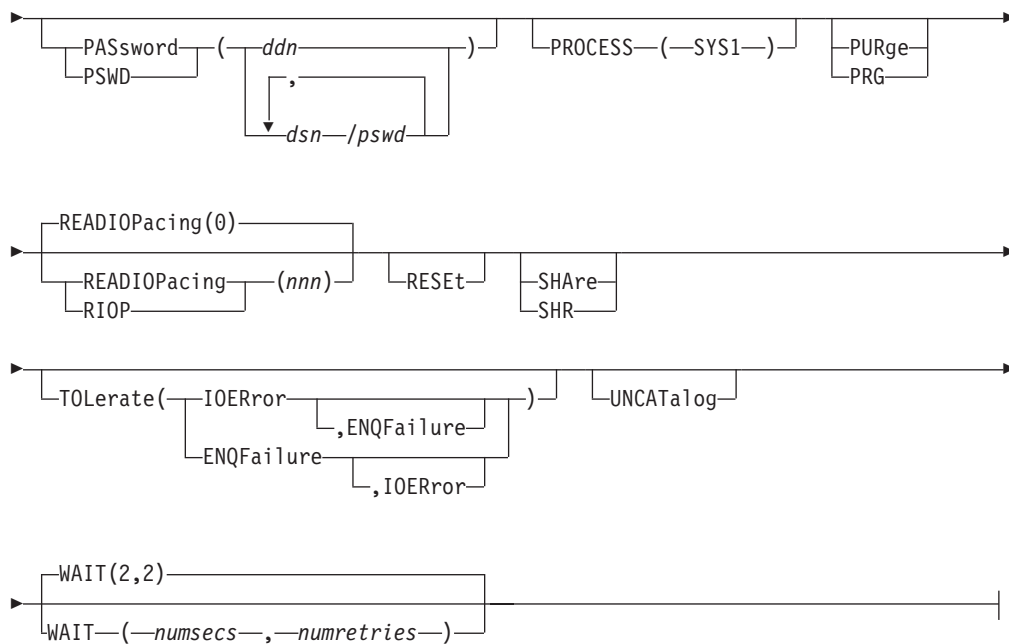 PASsword ( ddn ) PROCESS ( SYS1 ) PURge
PSWD , PRG
dsn /pswd
READIOPacing(0)
READIOPacing (nnn) RESEt SHAre
RIOP SHR
TOLerate( IOERror ) UNCATalog
,ENQFailure
ENQFailure
,IOERror
WAIT(2,2)
WAIT ( numsecs , numretries )